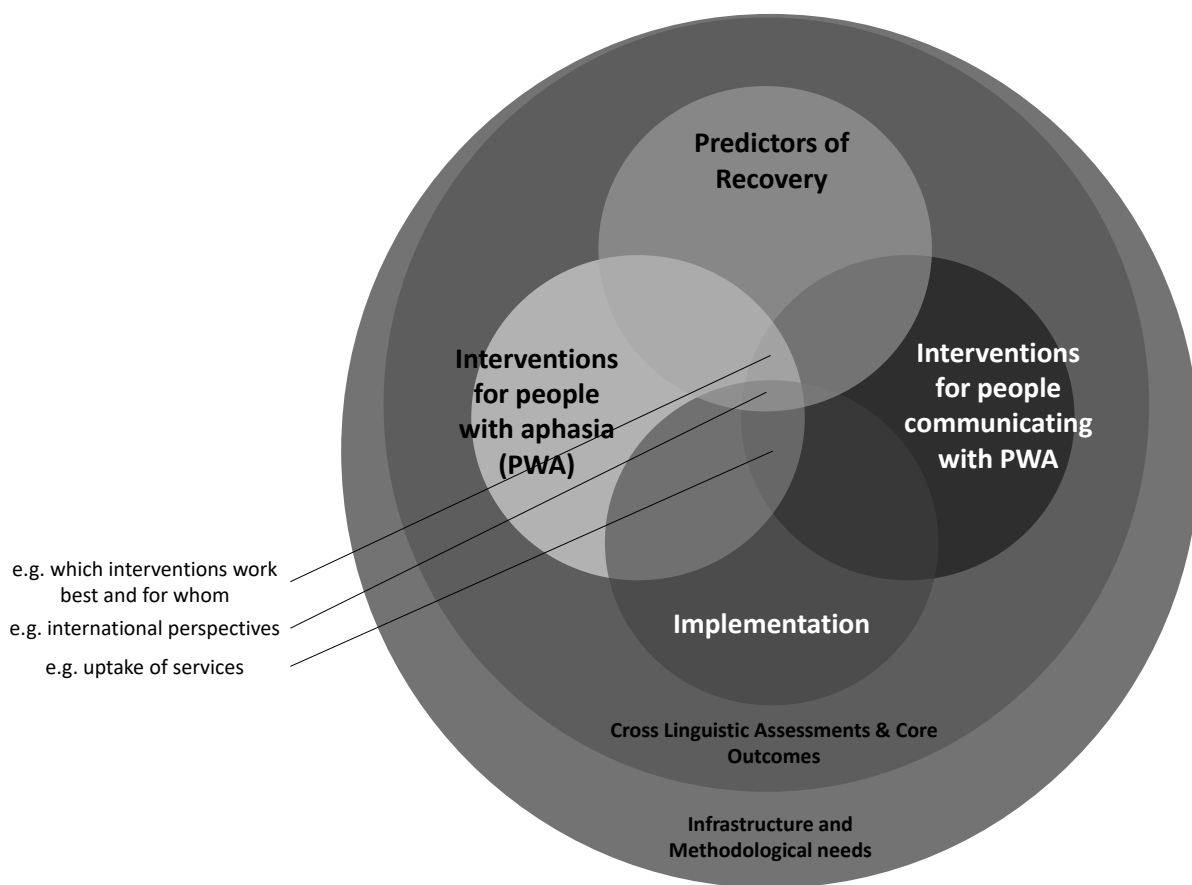 Predictors of
Recovery
Interventions
for people
with aphasia
(PWA)
Interventions
for people
communicating
with PWA
e.g. which interventions work
best and for whom
e.g. international perspectives
e.g. uptake of services
Implementation
Cross Linguistic Assessments & Core
Outcomes
Infrastructure and
Methodological needs